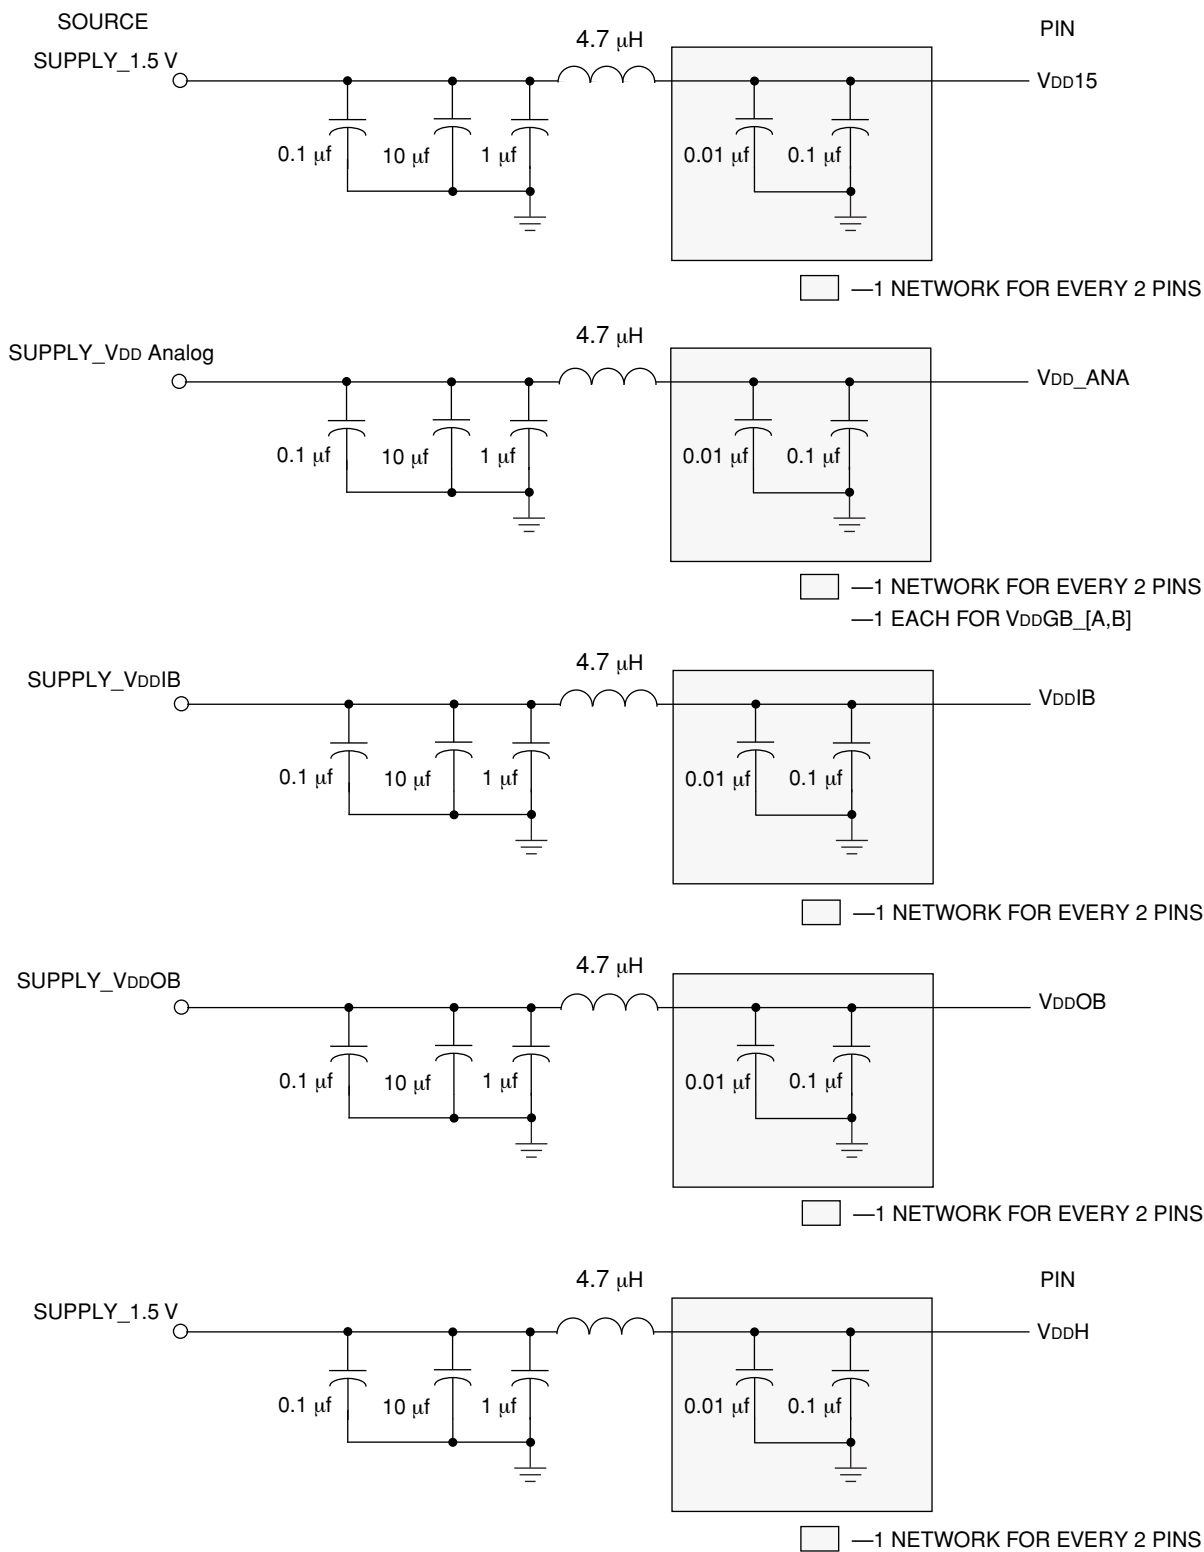 SOURCE
PIN
SUPPLY_1.5 V
4.7 μH
VDD15
0.1 μf
10 μf
1 μf
0.01 μf
0.1 μf
—1 NETWORK FOR EVERY 2 PINS
SUPPLY_VDD Analog
4.7 μH
VDD_ANA
0.1 μf
10 μf
1 μf
0.01 μf
0.1 μf
—1 NETWORK FOR EVERY 2 PINS
—1 EACH FOR VDDGB_[A,B]
SUPPLY_VDDIB
4.7 μH
VDDIB
0.1 μf
10 μf
1 μf
0.01 μf
0.1 μf
—1 NETWORK FOR EVERY 2 PINS
SUPPLY_VDDOB
4.7 μH
VDDOB
0.1 μf
10 μf
1 μf
0.01 μf
0.1 μf
—1 NETWORK FOR EVERY 2 PINS
PIN
SUPPLY_1.5 V
4.7 μH
VDDH
0.1 μf
10 μf
1 μf
0.01 μf
0.1 μf
—1 NETWORK FOR EVERY 2 PINS